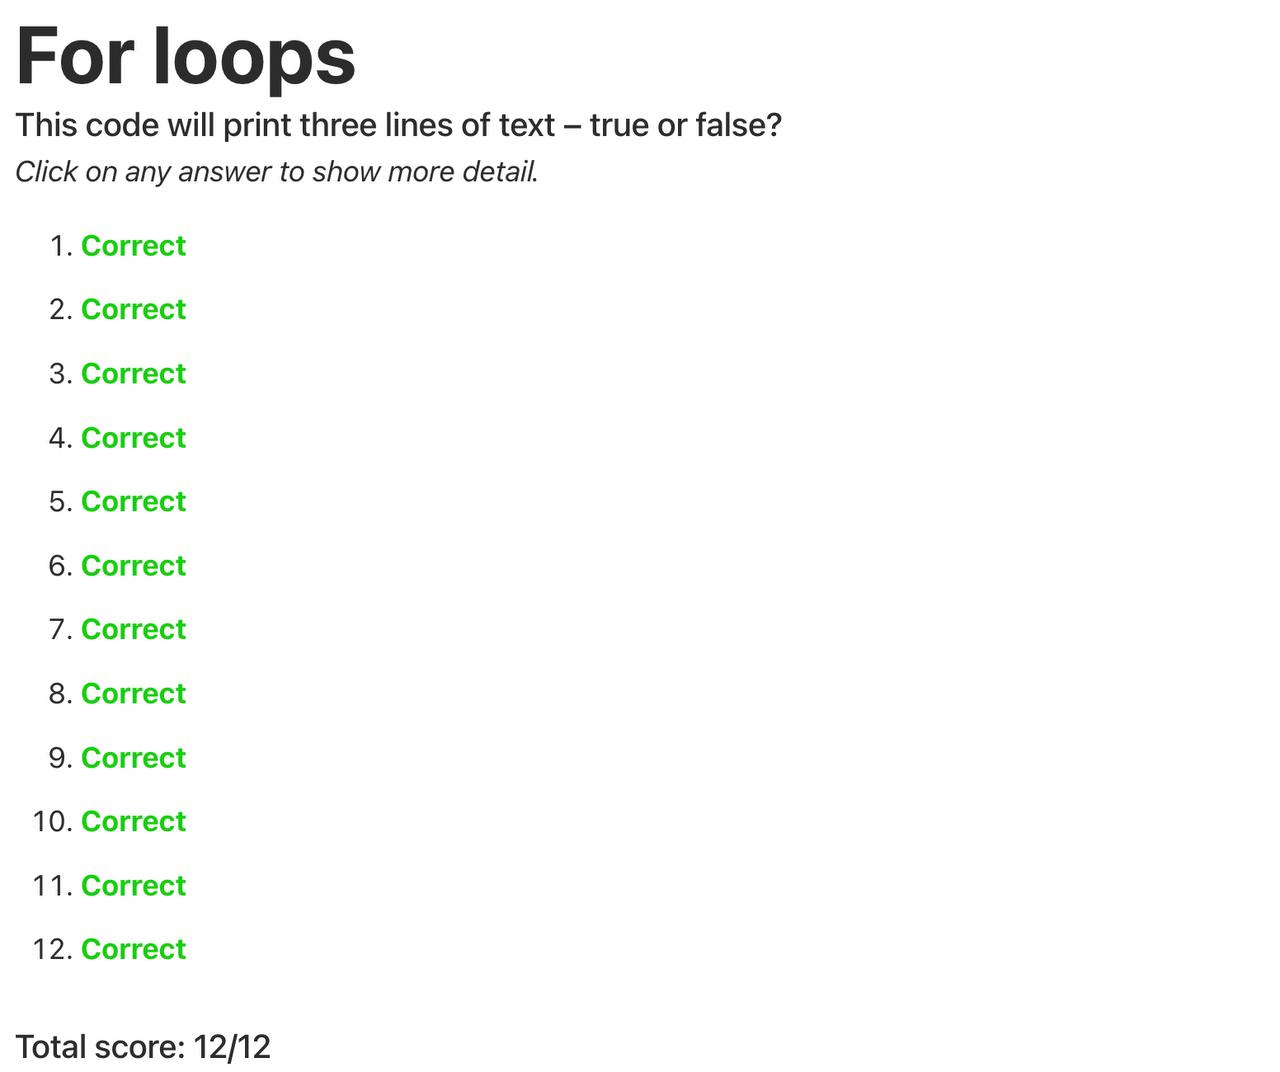 For loops
This code will print three lines of text – true or false?
Click on any answer to show more detail.
1. Correct
2. Correct
3. Correct
4. Correct
5. Correct
6. Correct
7. Correct
8. Correct
9. Correct
10. Correct
11. Correct
12. Correct
Total score: 12/12